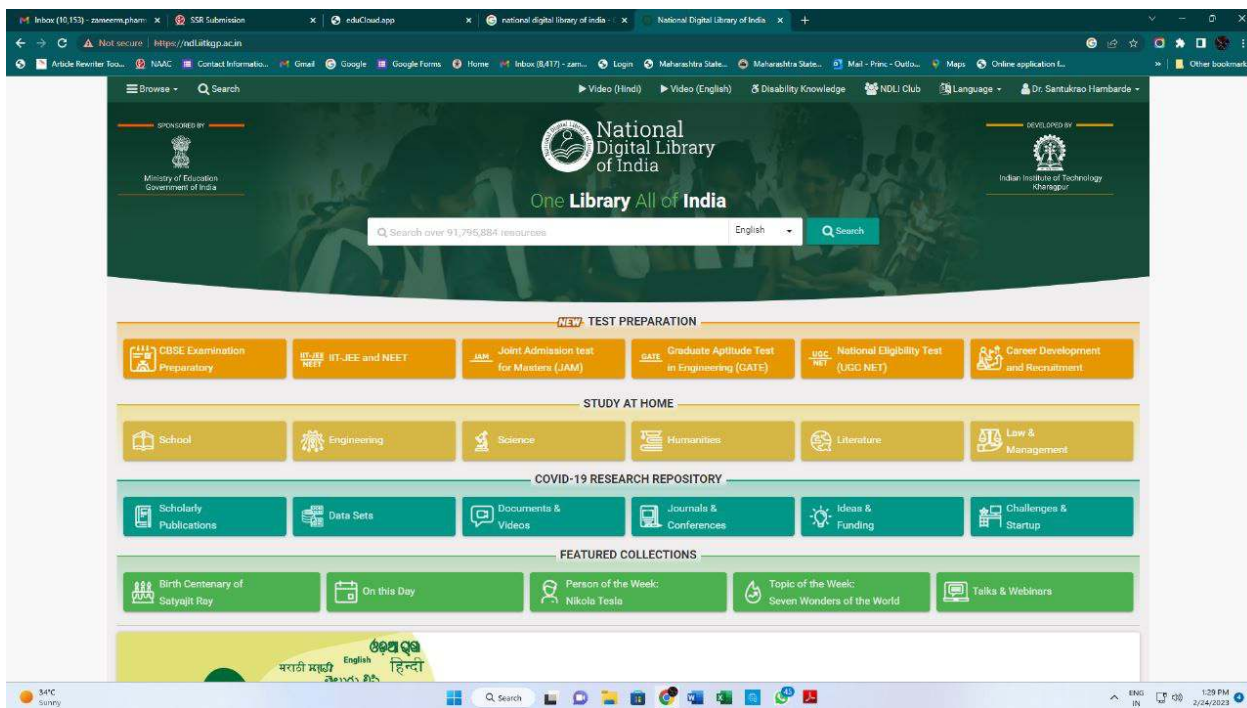 Inbox (10,153) - zameerm.pharm
SSR Submission
eduCloud.app
national digital library of india -
National Digital Library of India
Not secure
https://ndl.iitkgp.ac.in
Article Rewriter Too...
NAAC
Contact Informatio...
Gmail
Google
Google Forms
Home
Inbox (8,417) - zam...
Login
Maharashtra State...
Maharashtra State...
Mail - Princ - Outlo...
Maps
Online application f...
»
Other bookmark
Browse
Search
Video (Hindi)
Video (English)
Disability Knowledge
NDLI Club
Language
Dr. Santukrao Hambarde
SPONSORED BY
Ministry of Education
Government of India
National
Digital Library
of India
DEVELOPED BY
Indian Institute of Technology
Kharagpur
One Library All of India
Search over 91,795,884 resources
English
Search
NEW TEST PREPARATION
CBSE Examination
Preparatory
IIT-JEE
NEET
IIT-JEE and NEET
JAM
Joint Admission test
for Masters (JAM)
GATE
Graduate Aptitude Test
in Engineering (GATE)
UGC
NET
National Eligibility Test
(UGC NET)
Career Development
and Recruitment
STUDY AT HOME
School
Engineering
Science
Humanities
Literature
Law &
Management
COVID-19 RESEARCH REPOSITORY
Scholarly
Publications
Data Sets
Documents &
Videos
Journals &
Conferences
Ideas &
Funding
Challenges &
Startup
FEATURED COLLECTIONS
Birth Centenary of
Satyajit Ray
On this Day
Person of the Week:
Nikola Tesla
Topic of the Week:
Seven Wonders of the World
Talks & Webinars
मराठी
English
हिन्दी
34°C
Sunny
Search
49
ENG
IN
1:29 PM
2/24/2023